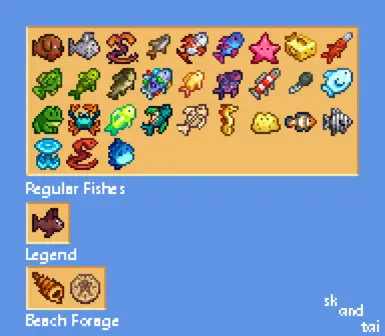 Regular Fishes
Legend
Beach Forage
sk
and
tai